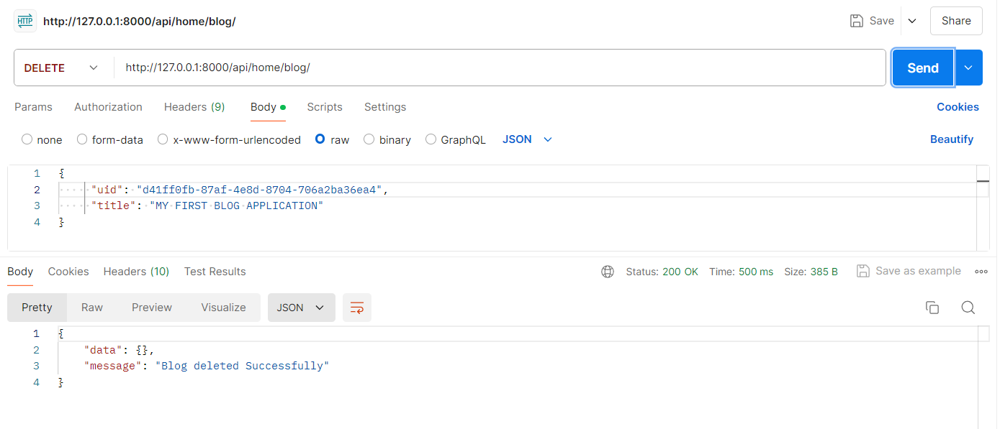 HTTP http://127.0.0.1:8000/api/home/blog/ Save Share
DELETE http://127.0.0.1:8000/api/home/blog/ Send
Params Authorization Headers (9) Body Scripts Settings Cookies
none form-data x-www-form-urlencoded raw binary GraphQL JSON Beautify
1 {
2 "uid": "d41ff0fb-87af-4e8d-8704-706a2ba36ea4",
3 "title": "MY FIRST BLOG APPLICATION"
4 }
Body Cookies Headers (10) Test Results Status: 200 OK Time: 500 ms Size: 385 B Save as example
Pretty Raw Preview Visualize JSON
1 {
2 "data": {},
3 "message": "Blog deleted Successfully"
4 }